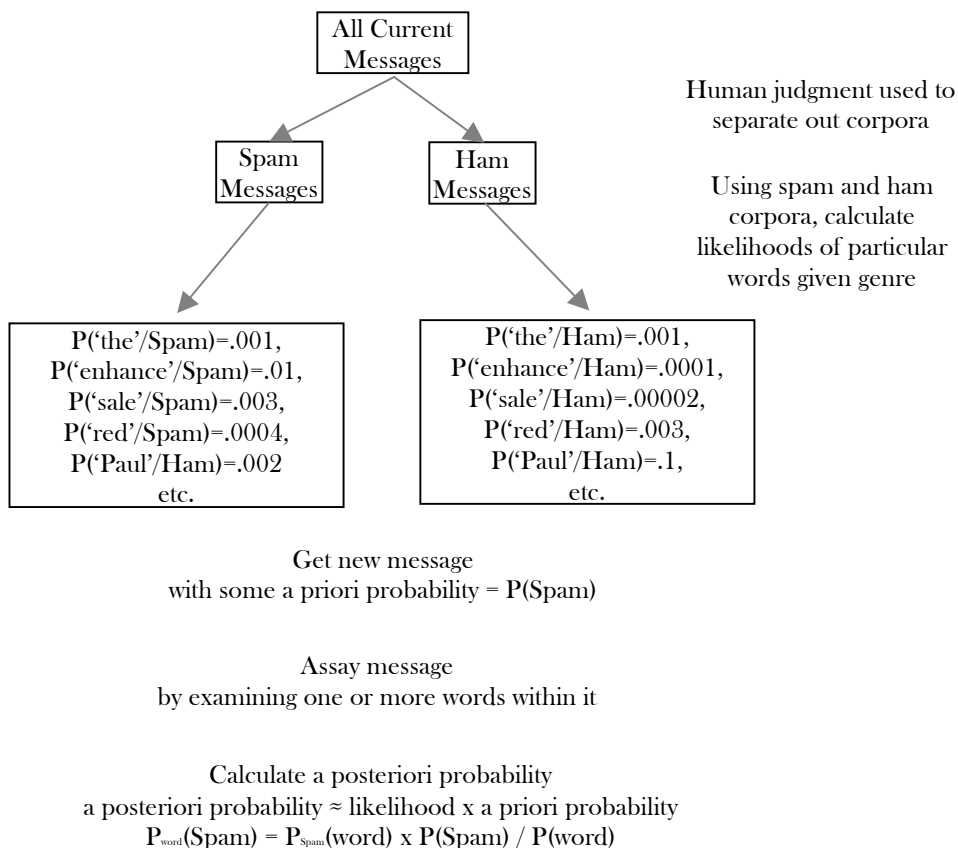 All Current
Messages
Human judgment used to
separate out corpora
Spam
Messages
Ham
Messages
Using spam and ham
corpora, calculate
likelihoods of particular
words given genre
P(‘the’/Spam)=.001,
P(‘enhance’/Spam)=.01,
P(‘sale’/Spam)=.003,
P(‘red’/Spam)=.0004,
P(‘Paul’/Ham)=.002
etc.
P(‘the’/Ham)=.001,
P(‘enhance’/Ham)=.0001,
P(‘sale’/Ham)=.00002,
P(‘red’/Ham)=.003,
P(‘Paul’/Ham)=.1,
etc.
Get new message
with some a priori probability = P(Spam)
Assay message
by examining one or more words within it
Calculate a posteriori probability
a posteriori probability ≈ likelihood x a priori probability
Pword(Spam) = PSpam(word) x P(Spam) / P(word)